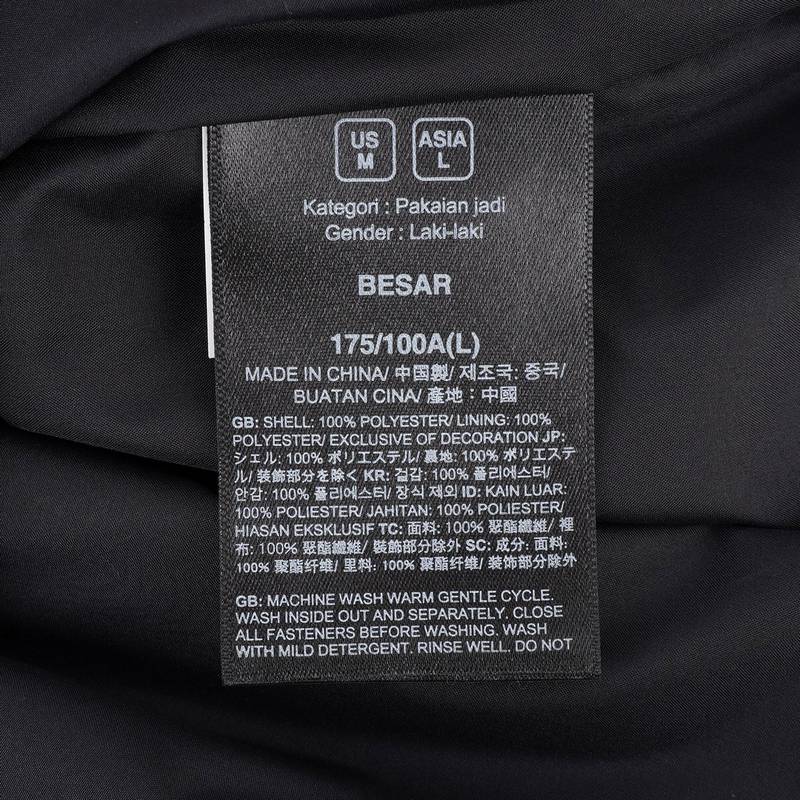 US ASIA
M L
Kategori : Pakaian jadi
Gender : Laki-laki
BESAR
175/100A(L)
MADE IN CHINA/ 中国製/ 제조국: 중국/
BUATAN CINA/ 產地：中國
GB: SHELL: 100% POLYESTER/ LINING: 100%
POLYESTER/ EXCLUSIVE OF DECORATION JP:
シェル: 100% ポリエステル/ 裏地: 100% ポリエステ
ル/ 装飾部分を除く KR: 겉감: 100% 폴리에스테/
안감: 100% 폴리에스테/ 장식 제외 ID: KAIN LUAR:
100% POLIESTER/ JAHITAN: 100% POLIESTER/
HIASAN EKSKLUSIF TC: 面料: 100% 聚酯纖維/ 裡
布: 100% 聚酯纖維/ 裝飾部分除外 SC: 成分: 面料:
100% 聚酯纤维/ 里料: 100% 聚酯纤维/ 装饰部分除外
GB: MACHINE WASH WARM GENTLE CYCLE.
WASH INSIDE OUT AND SEPARATELY. CLOSE
ALL FASTENERS BEFORE WASHING. WASH
WITH MILD DETERGENT. RINSE WELL. DO NOT